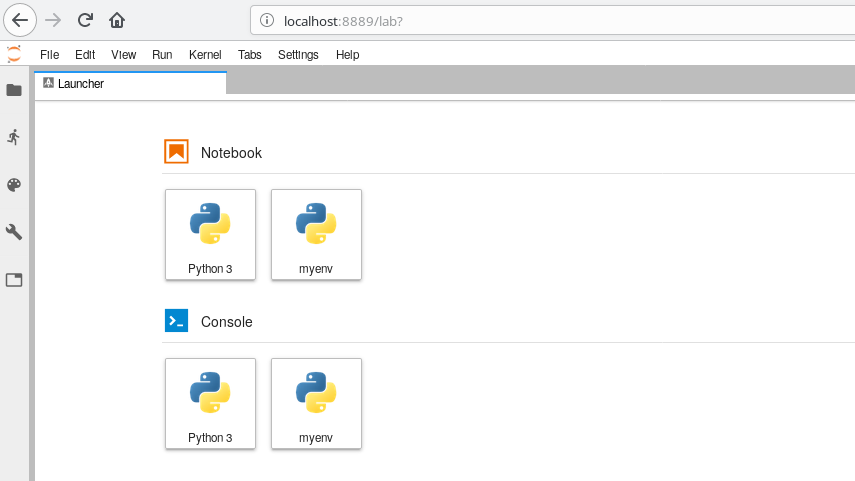 localhost:8889/lab?
File Edit View Run Kernel Tabs Settings Help
Launcher
Notebook
Python 3 myenv
Console
Python 3 myenv